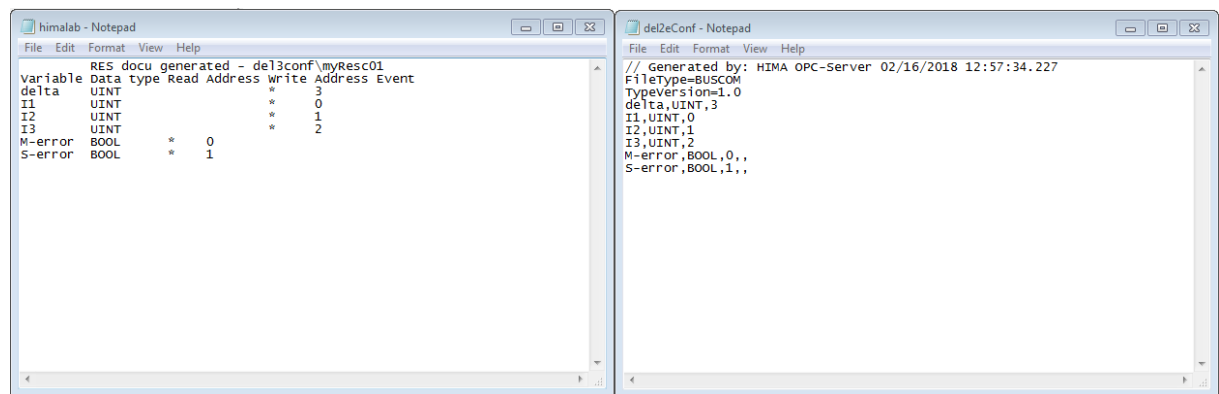 himalab - Notepad
File Edit Format View Help
RES docu generated - del3conf\myResc01
Variable Data type Read Address Write Address Event
delta UINT * 3
I1 UINT * 0
I2 UINT * 1
I3 UINT * 2
M-error BOOL * 0
S-error BOOL * 1
del2eConf - Notepad
File Edit Format View Help
// Generated by: HIMA OPC-Server 02/16/2018 12:57:34.227
FileType=BUSCOM
TypeVersion=1.0
delta,UINT,3
I1,UINT,0
I2,UINT,1
I3,UINT,2
M-error,BOOL,0,,
S-error,BOOL,1,,